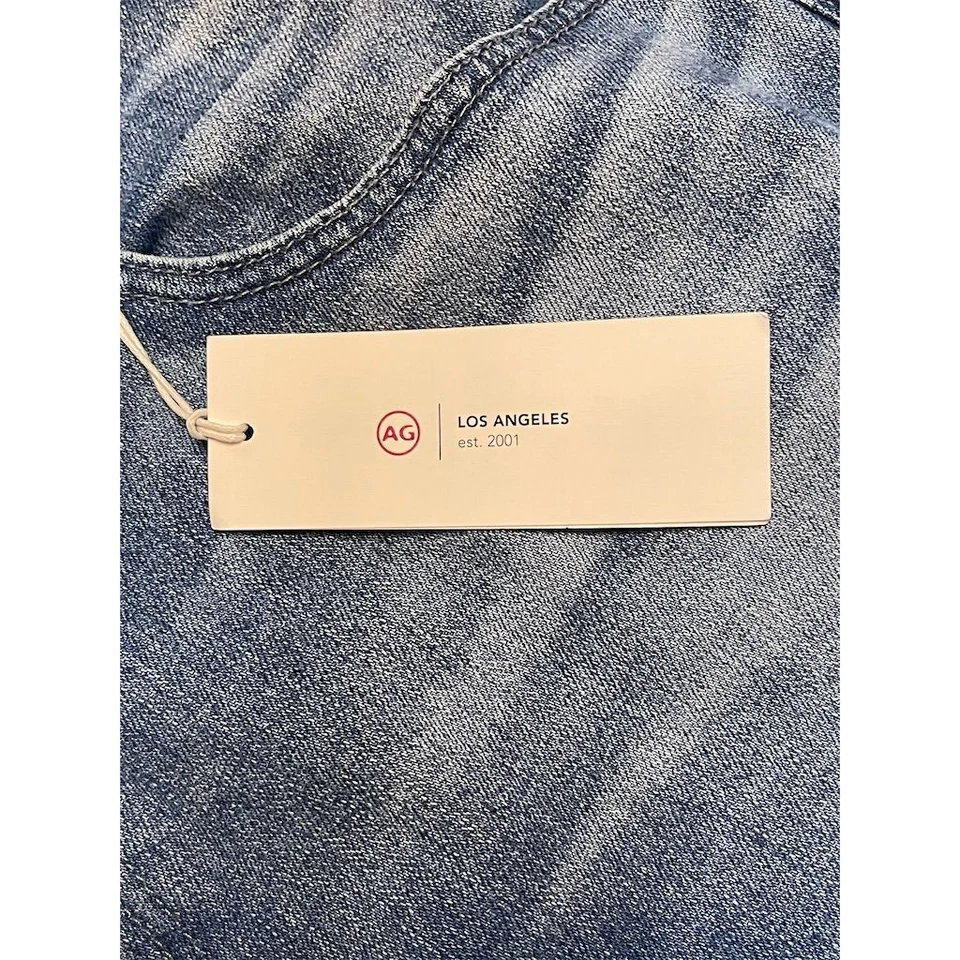 AG
LOS ANGELES
est. 2001